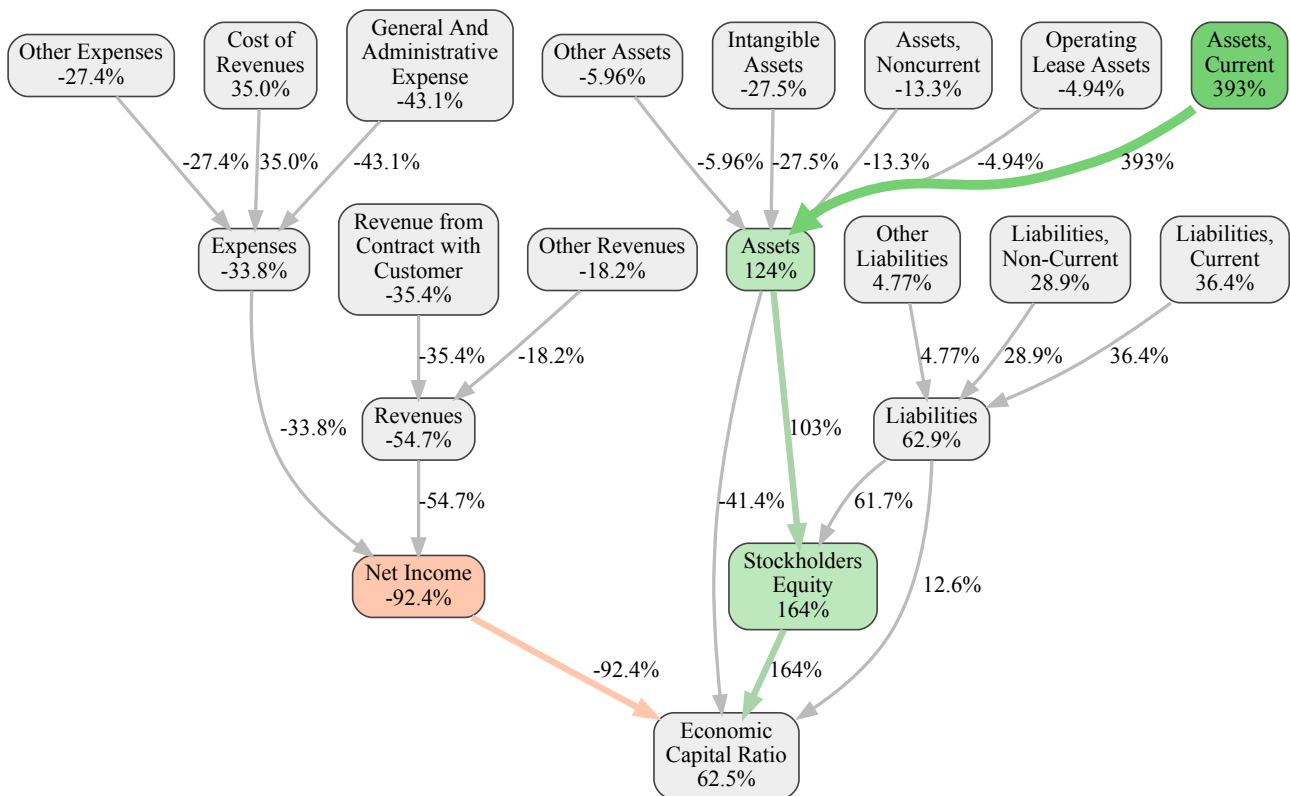 Other Expenses
-27.4%
Cost of
Revenues
35.0%
General And
Administrative
Expense
-43.1%
Other Assets
-5.96%
Intangible
Assets
-27.5%
Assets,
Noncurrent
-13.3%
Operating
Lease Assets
-4.94%
Assets,
Current
393%
-27.4%
35.0%
-43.1%
-5.96%
-27.5%
-13.3%
-4.94%
393%
Expenses
-33.8%
Revenue from
Contract with
Customer
-35.4%
Other Revenues
-18.2%
Assets
124%
Other
Liabilities
4.77%
Liabilities,
Non-Current
28.9%
Liabilities,
Current
36.4%
-35.4%
-18.2%
4.77%
28.9%
36.4%
-33.8%
Revenues
-54.7%
103%
Liabilities
62.9%
-54.7%
-41.4%
61.7%
Net Income
-92.4%
Stockholders
Equity
164%
12.6%
-92.4%
164%
Economic
Capital Ratio
62.5%